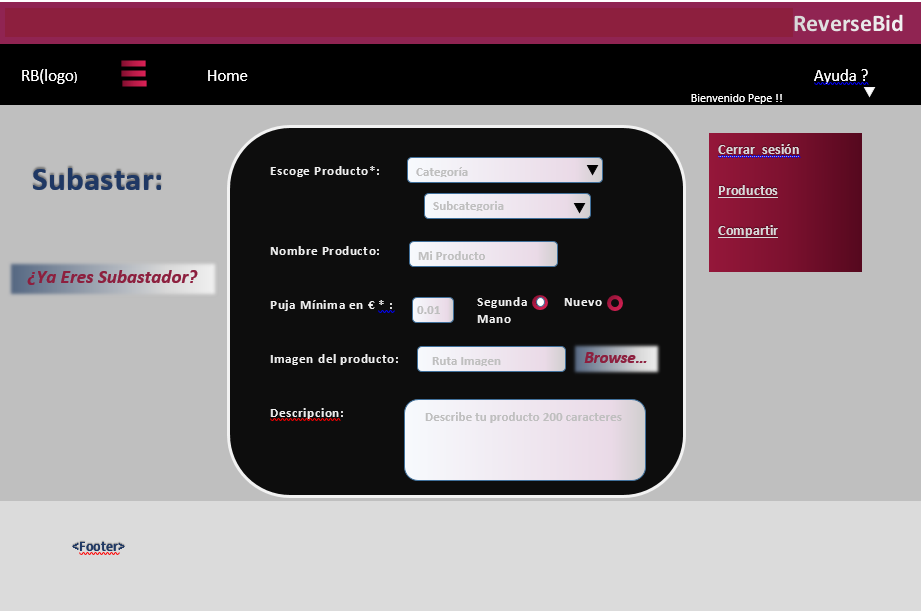 ReverseBid
RB(logo)
Home
Ayuda ?
Bienvenido Pepe !!
Cerrar sesión
Productos
Compartir
Subastar:
¿Ya Eres Subastador?
Escoge Producto*:
Categoría
Subcategoria
Nombre Producto:
Mi Producto
Puja Mínima en € * :
0.01
Segunda
Mano
Nuevo
Imagen del producto:
Ruta Imagen
Browse...
Descripcion:
Describe tu producto 200 caracteres
<Footer>